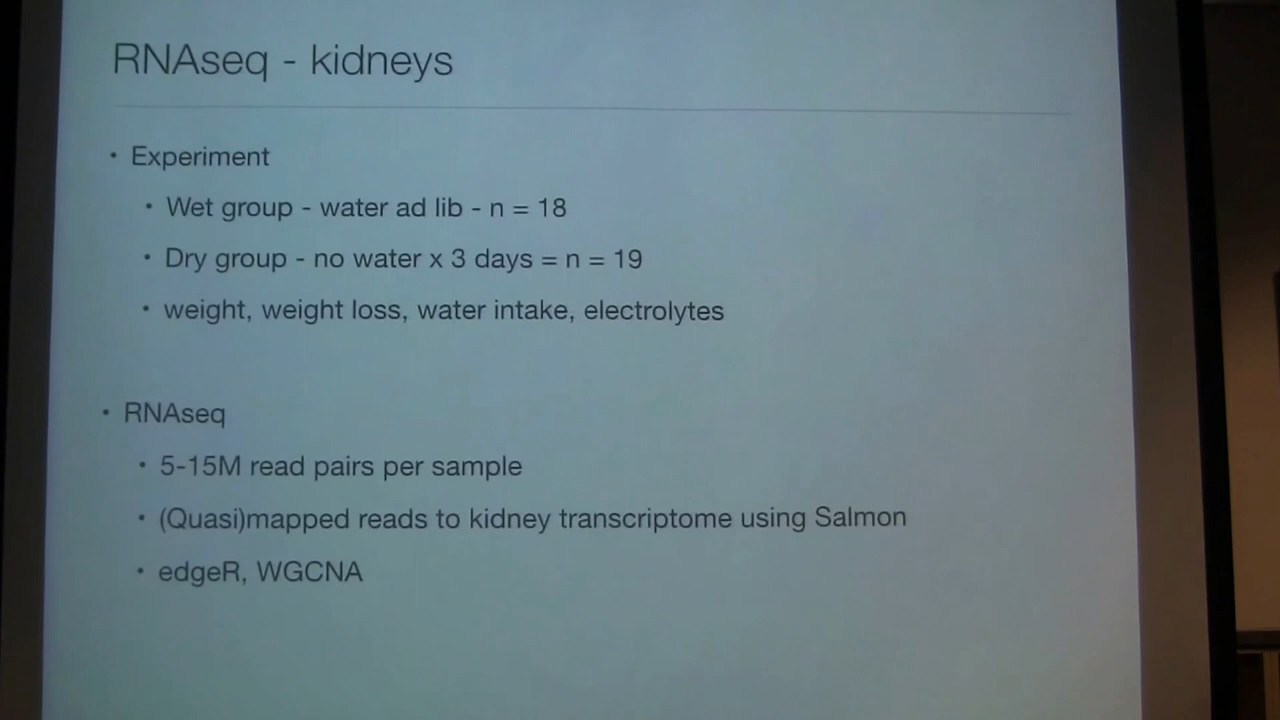 RNAseq - kidneys
• Experiment
• Wet group - water ad lib - n = 18
• Dry group - no water x 3 days = n = 19
• weight, weight loss, water intake, electrolytes
• RNAseq
• 5-15M read pairs per sample
• (Quasi)mapped reads to kidney transcriptome using Salmon
• edgeR, WGCNA